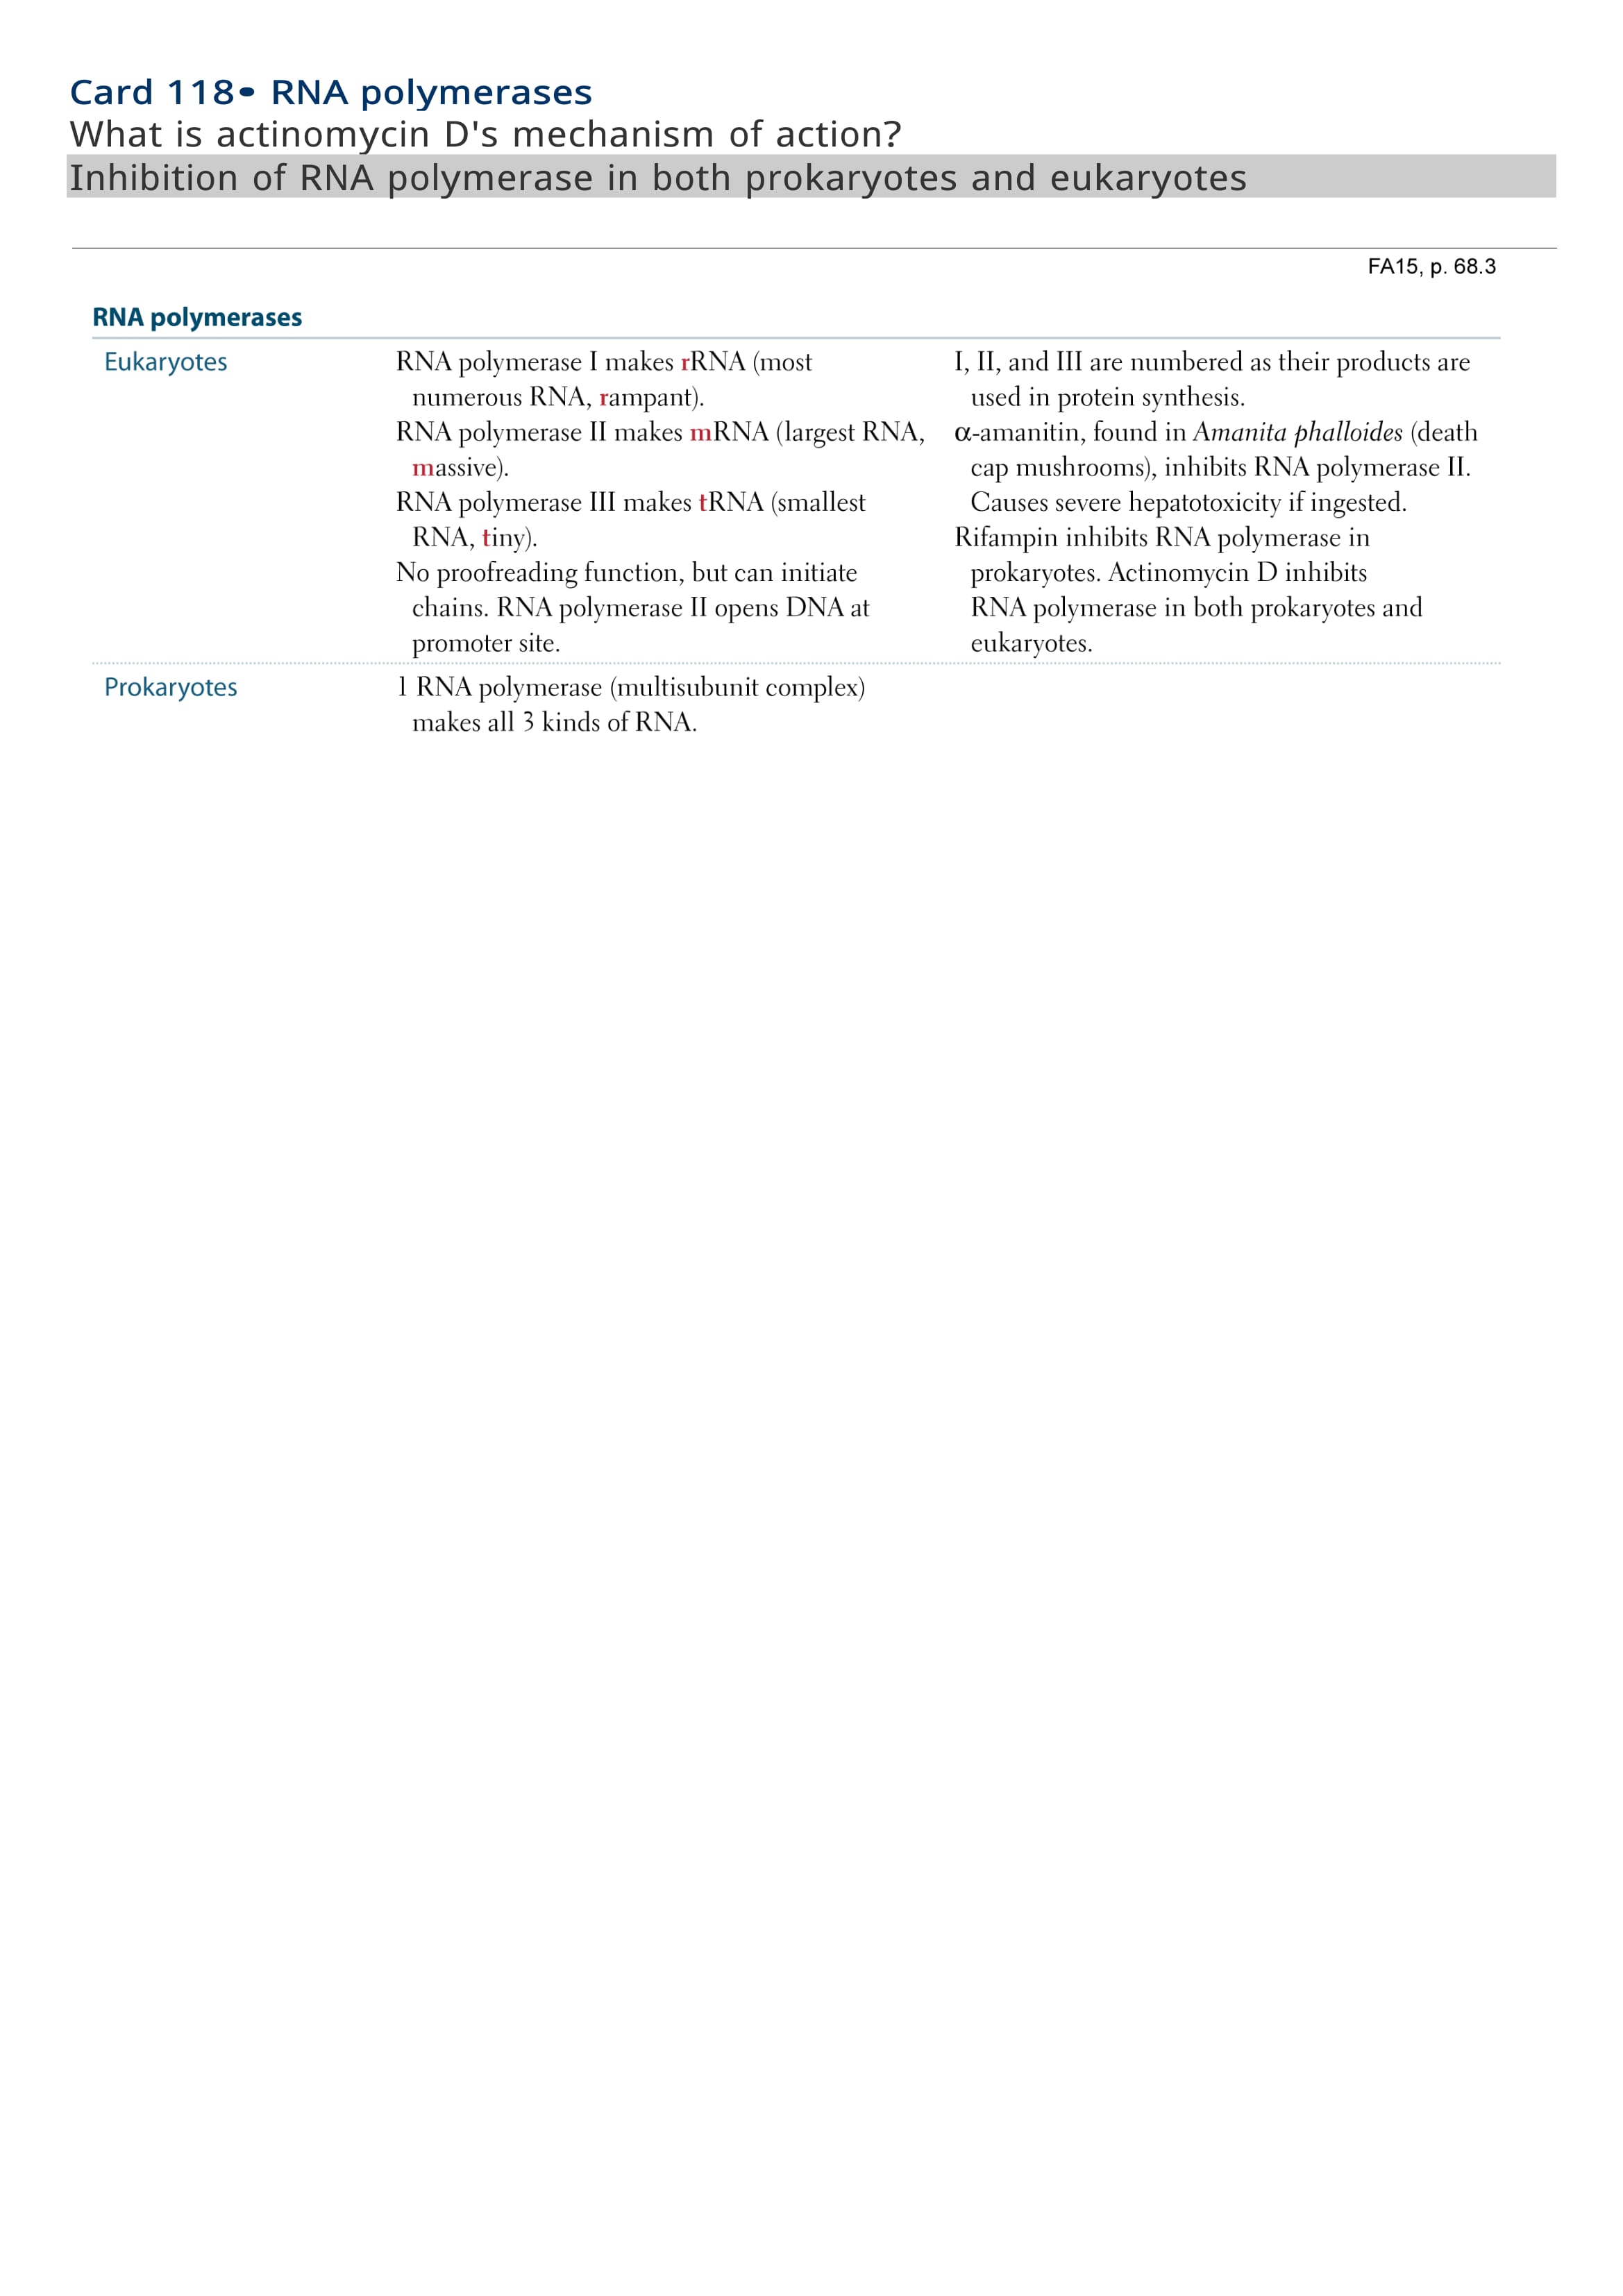 Card 118• RNA polymerases
What is actinomycin D's mechanism of action?
Inhibition of RNA polymerase in both prokaryotes and eukaryotes
FA15, p. 68.3
RNA polymerases
Eukaryotes
RNA polymerase I makes rRNA (most
numerous RNA, rampant).
RNA polymerase II makes mRNA (largest RNA,
massive).
RNA polymerase III makes tRNA (smallest
RNA, tiny).
No proofreading function, but can initiate
chains. RNA polymerase II opens DNA at
promoter site.
I, II, and III are numbered as their products are
used in protein synthesis.
α-amanitin, found in Amanita phalloides (death
cap mushrooms), inhibits RNA polymerase II.
Causes severe hepatotoxicity if ingested.
Rifampin inhibits RNA polymerase in
prokaryotes. Actinomycin D inhibits
RNA polymerase in both prokaryotes and
eukaryotes.
Prokaryotes
1 RNA polymerase (multisubunit complex)
makes all 3 kinds of RNA.